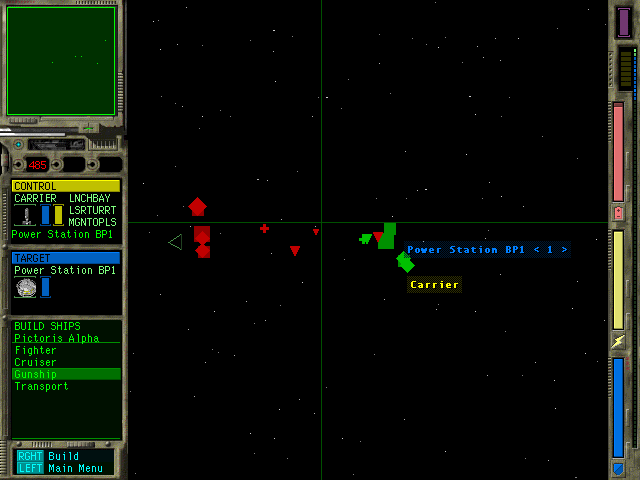 485
CONTROL
CARRIER LNCHBAY
LSRTURRT
MGNTOPLS
Power Station BP1
TARGET
Power Station BP1
BUILD SHIPS
Pictoris Alpha
Fighter
Cruiser
Gunship
Transport
RGHT Build
LEFT Main Menu
Power Station BP1 < 1 >
Carrier